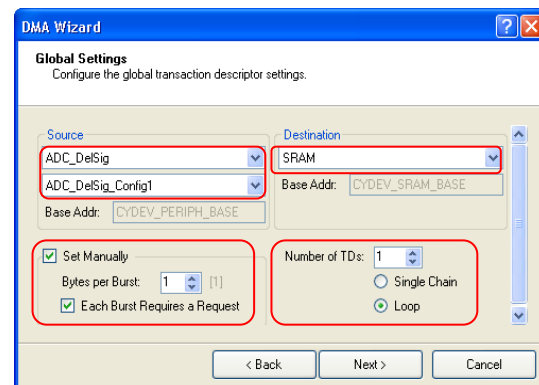 DMA Wizard
Global Settings
Configure the global transaction descriptor settings.
Source
ADC_DelSig
ADC_DelSig_Config1
Base Addr: CYDEV_PERIPH_BASE
Destination
SRAM
Base Addr: CYDEV_SRAM_BASE
Set Manually
Bytes per Burst: 1 [1]
Each Burst Requires a Request
Number of TDs: 1
Single Chain
Loop
< Back Next > Cancel